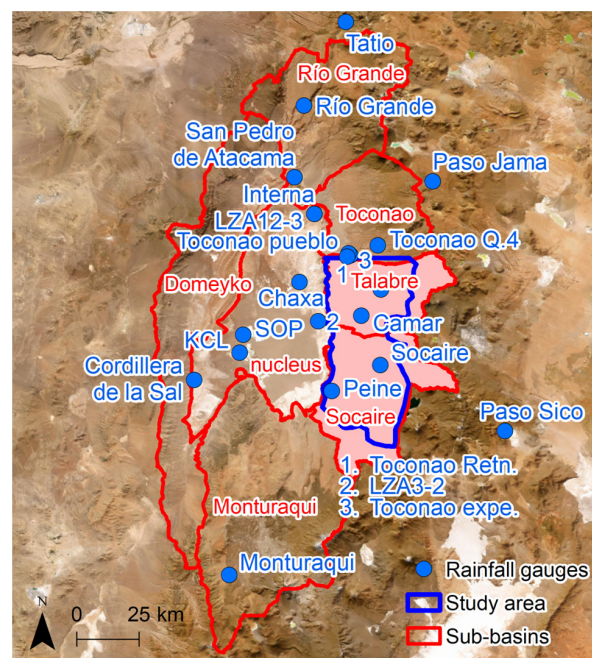 Tatio
Río Grande
Río Grande
San Pedro
de Atacama
Paso Jama
Interna
LZA12-3
Toconao
Toconao pueblo
Toconao Q.4
3
1
Talabre
Domeyko
Chaxa
2
Camar
SOP
KCL
nucleus
Socaire
Cordillera
de la Sal
Peine
Socaire
Paso Sico
1. Toconao Retn.
2. LZA3-2
3. Toconao expe.
Monturaqui
Monturaqui
Rainfall gauges
Study area
Sub-basins
N
0 25 km